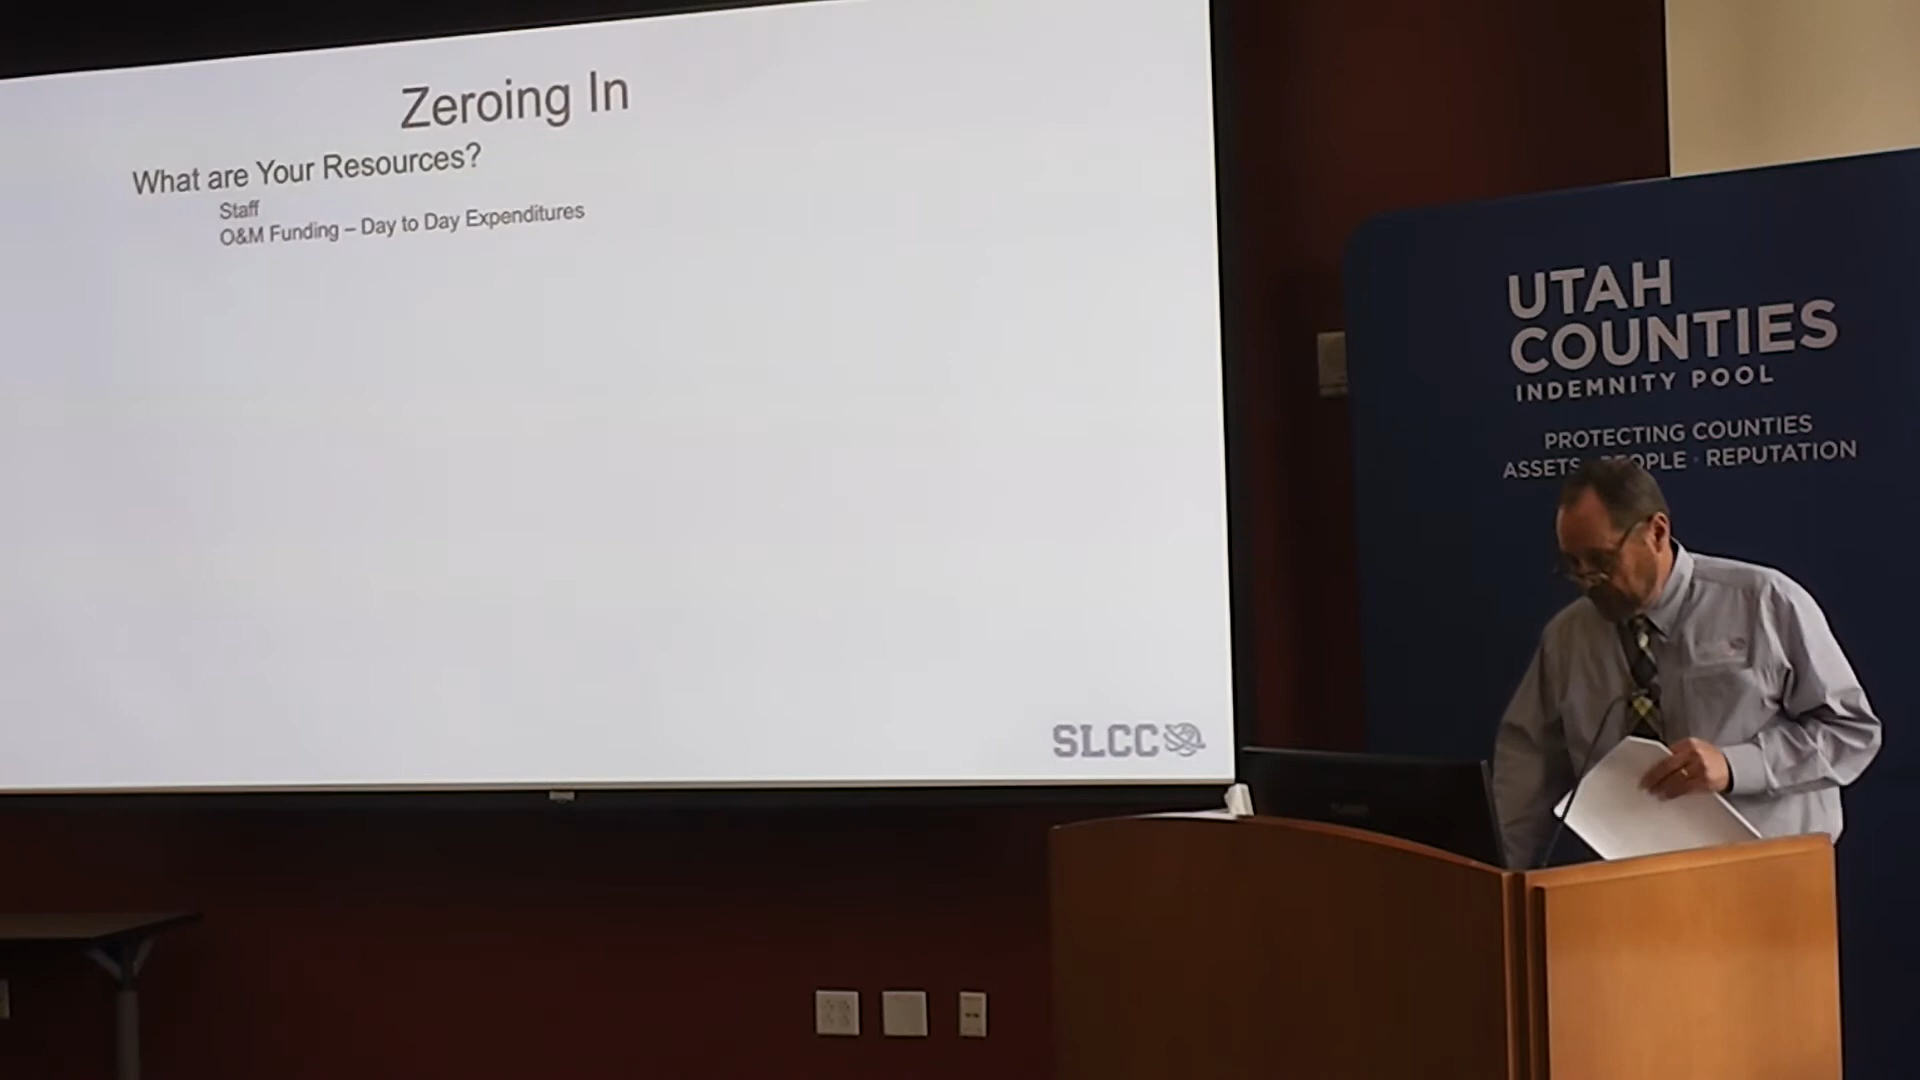 Zeroing In
What are Your Resources?
Staff
O&M Funding – Day to Day Expenditures
SLCC
UTAH
COUNTIES
INDEMNITY POOL
PROTECTING COUNTIES
ASSETS · PEOPLE · REPUTATION